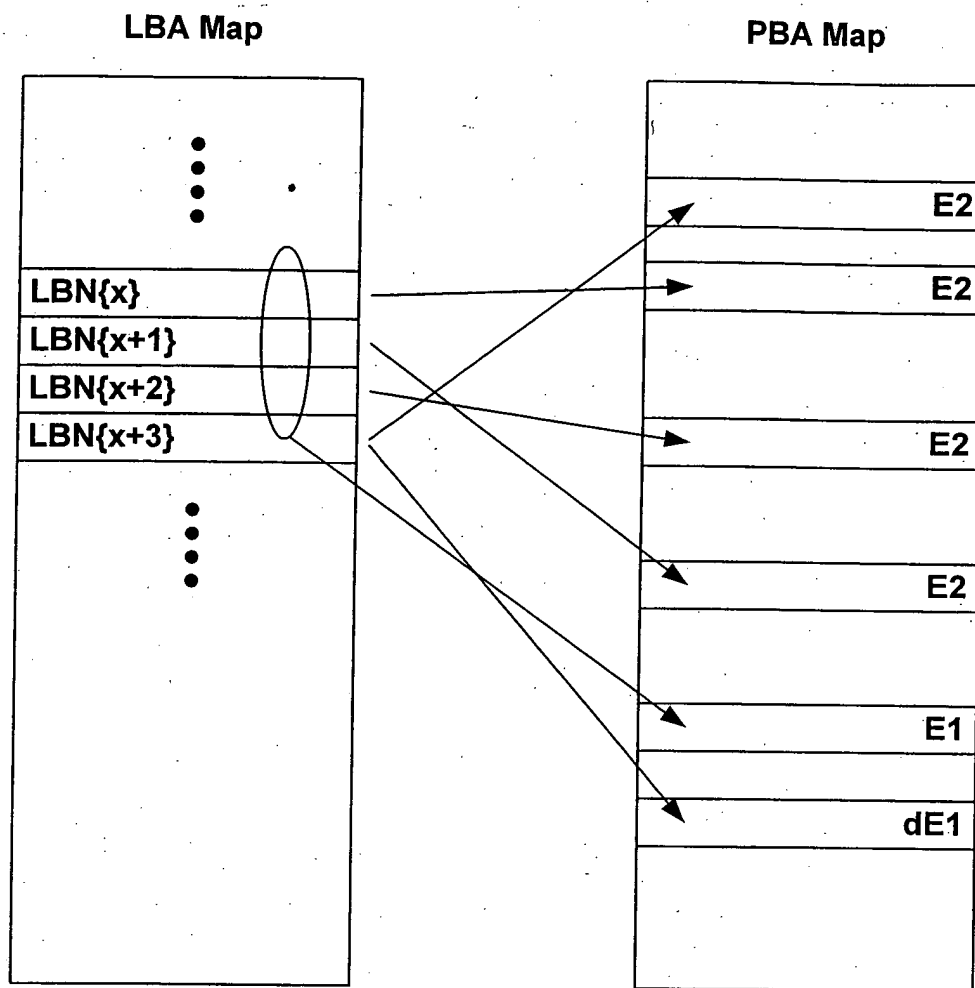 LBA Map
PBA Map
LBN{x}
LBN{x+1}
LBN{x+2}
LBN{x+3}
E2
E2
E2
E2
E1
dE1